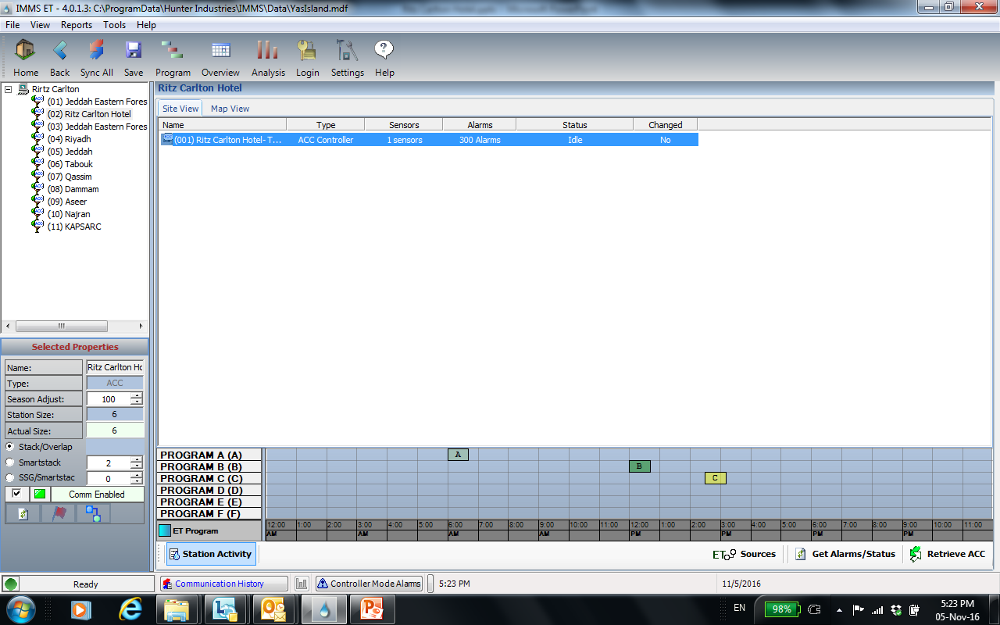 IMMS ET - 4.0.1.3: C:\ProgramData\Hunter Industries\IMMS\Data\YasIsland.mdf
File View Reports Tools Help
Home Back Sync All Save Program Overview Analysis Login Settings Help
Rirtz Carlton
(01) Jeddah Eastern Fores
(02) Ritz Carlton Hotel
(03) Jeddah Eastern Fores
(04) Riyadh
(05) Jeddah
(06) Tabouk
(07) Qassim
(08) Dammam
(09) Aseer
(10) Najran
(11) KAPSARC
Ritz Carlton Hotel
Site View Map View
Name Type Sensors Alarms Status Changed
(001) Ritz Carlton Hotel- T... ACC Controller 1 sensors 300 Alarms Idle No
Selected Properties
Name: Ritz Carlton Ho
Type: ACC
Season Adjust: 100
Station Size: 6
Actual Size: 6
Stack/Overlap
Smartstack 2
SSG/Smartstac 0
Comm Enabled
PROGRAM A (A) A
PROGRAM B (B) B
PROGRAM C (C) C
PROGRAM D (D)
PROGRAM E (E)
PROGRAM F (F)
ET Program
12:00 1:00 2:00 3:00 4:00 5:00 6:00 7:00 8:00 9:00 10:00 11:00 12:00 1:00 2:00 3:00 4:00 5:00 6:00 7:00 8:00 9:00 10:00 11:00
AM AM AM AM PM PM PM PM
Station Activity ET Sources Get Alarms/Status Retrieve ACC
Ready Communication History Controller Mode Alarms 5:23 PM 11/5/2016
EN 98% 5:23 PM
05-Nov-16